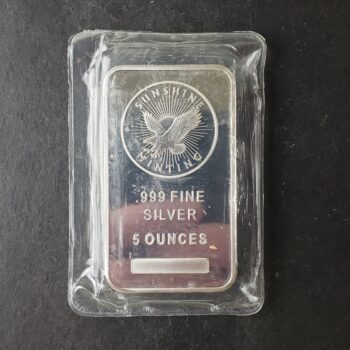 SUNSHINE
MINTING
.999 FINE
SILVER
5 OUNCES